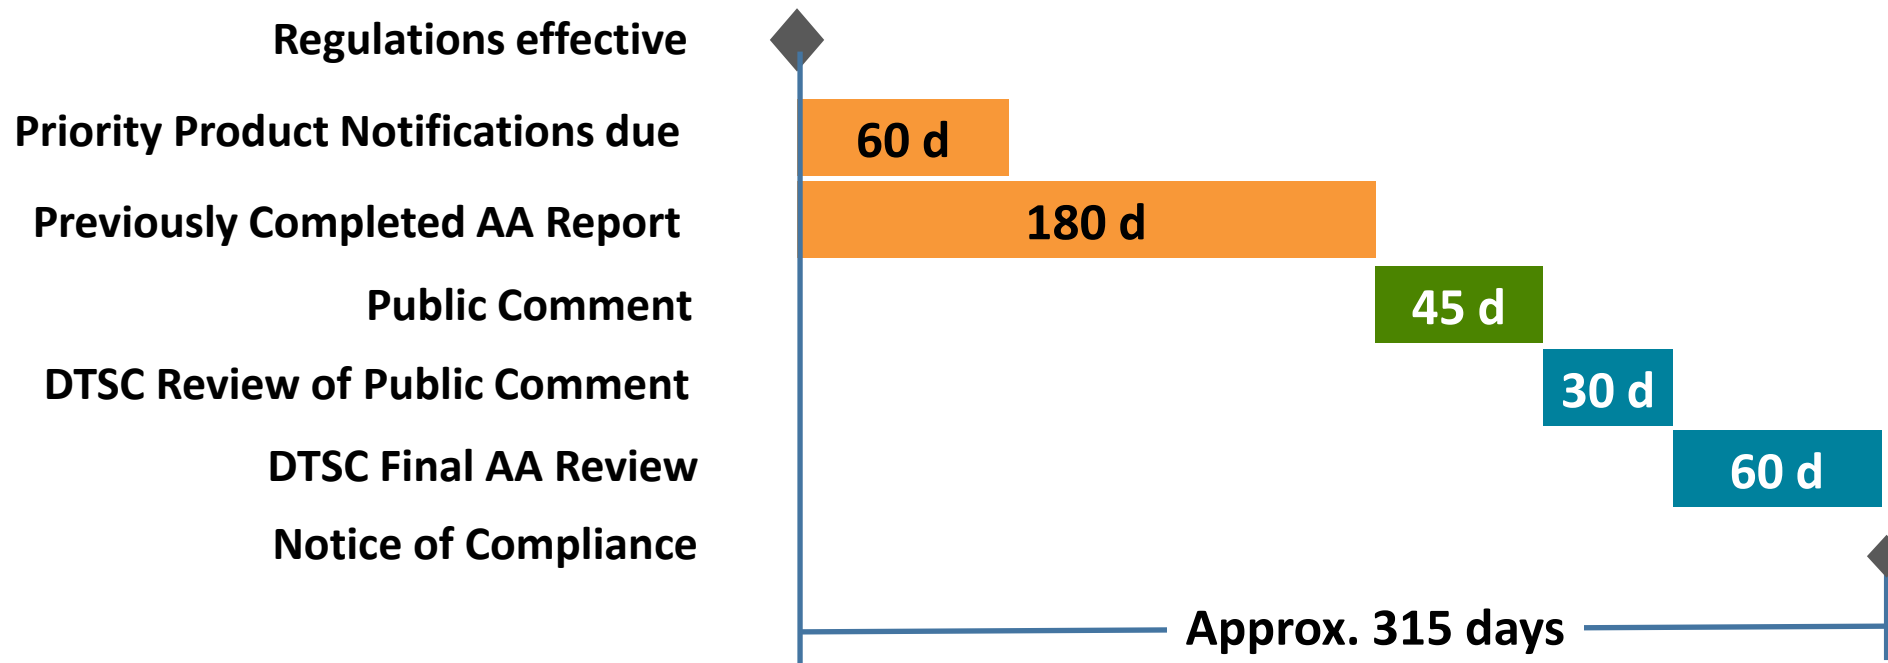 Regulations effective
Priority Product Notifications due
60 d
Previously Completed AA Report
180 d
Public Comment
45 d
DTSC Review of Public Comment
30 d
DTSC Final AA Review
60 d
Notice of Compliance
Approx. 315 days